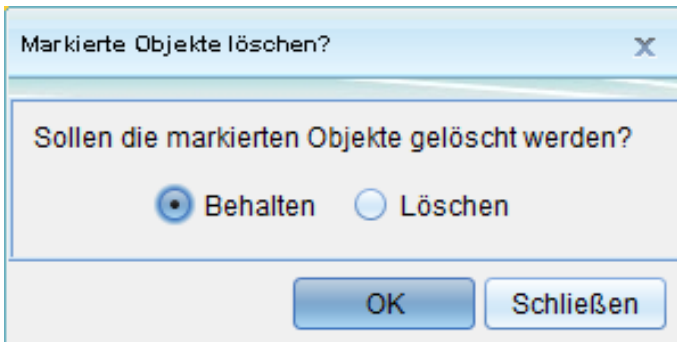 Markierte Objekte löschen?
Sollen die markierten Objekte gelöscht werden?
Behalten Löschen
OK Schließen